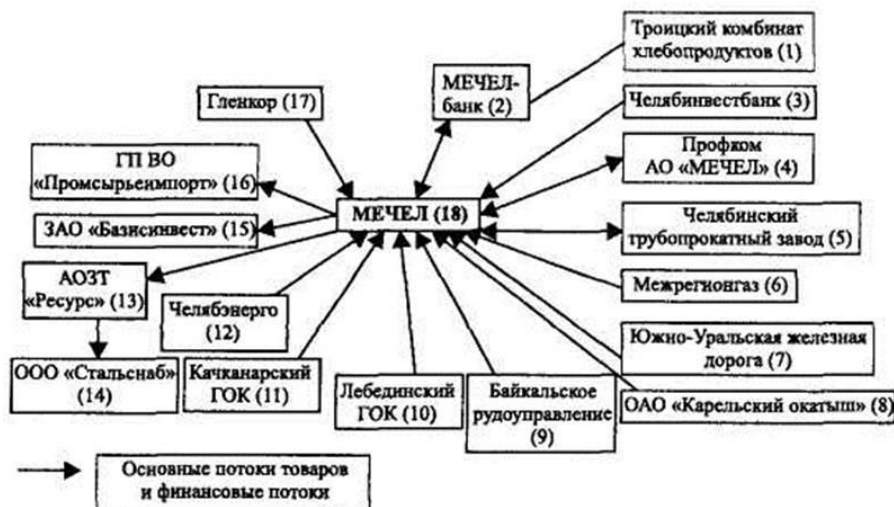 Троицкий комбинат
хлебопродуктов (1)
МЕЧЕЛ-
банк (2)
Гленкор (17)
Челябинвестбанк (3)
ГП ВО
«Промсырьеимпорт» (16)
Профком
АО «МЕЧЕЛ» (4)
МЕЧЕЛ (18)
ЗАО «Базисинвест» (15)
Челябинский
трубопрокатный завод (5)
АОЗТ
«Ресурс» (13)
Межрегионгаз (6)
Челябэнерго
(12)
Южно-Уральская железная
дорога (7)
ООО «Стальснаб»
(14)
Качканарский
ГОК (11)
Лебединский
ГОК (10)
Байкальское
рудоуправление
(9)
ОАО «Карельский окатыш» (8)
Основные потоки товаров
и финансовые потоки